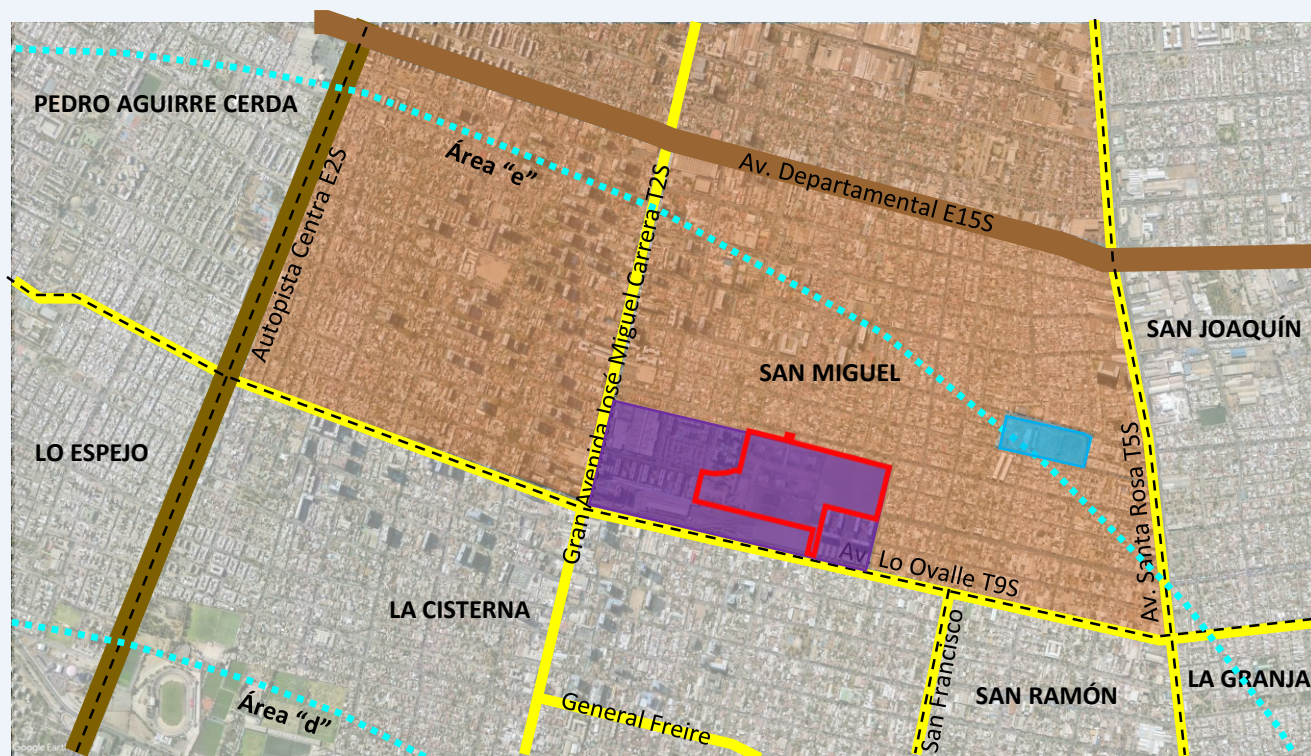 PEDRO AGUIRRE CERDA
Área “e”
Av. Departamental E15S
Autopista Centra E2S
Gran Avenida José Miguel Carrera T2S
SAN JOAQUÍN
SAN MIGUEL
LO ESPEJO
Av. Santa Rosa T5S
Av. Lo Ovalle T9S
LA CISTERNA
San Francisco
SAN RAMÓN
LA GRANJA
Área “d”
General Freire
Google Earth